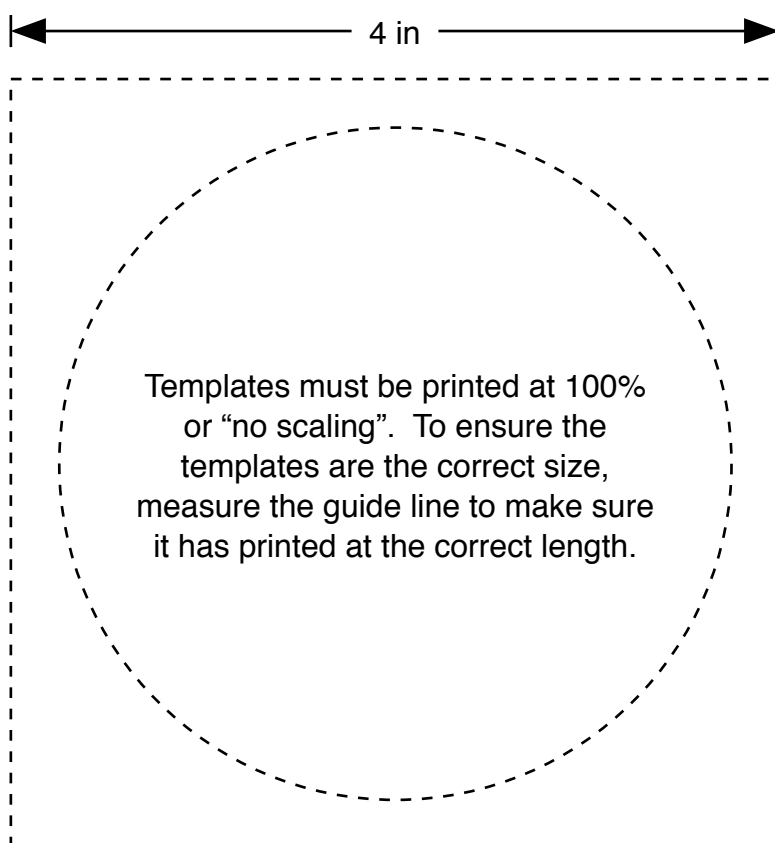 4 in
Templates must be printed at 100%
or “no scaling”.  To ensure the
templates are the correct size,
measure the guide line to make sure
it has printed at the correct length.